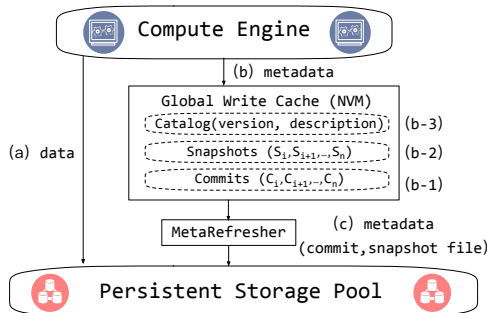 Compute Engine
(b) metadata
Global Write Cache (NVM)
Catalog(version, description)
(b-3)
(a) data
Snapshots (Si,Si+1,…,Sn)
(b-2)
Commits (Ci,Ci+1,…,Cn)
(b-1)
MetaRefresher
(c) metadata
(commit,snapshot file)
Persistent Storage Pool